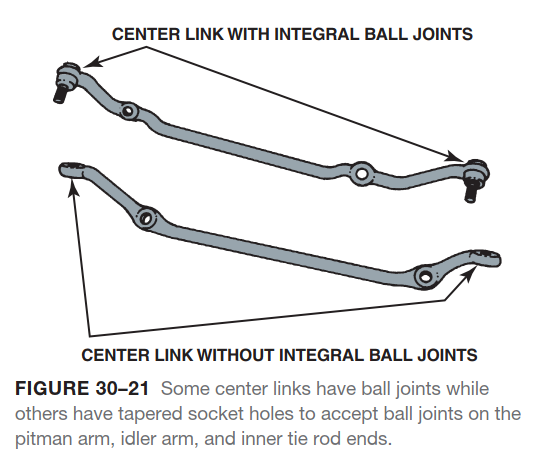 CENTER LINK WITH INTEGRAL BALL JOINTS
CENTER LINK WITHOUT INTEGRAL BALL JOINTS
FIGURE 30–21 Some center links have ball joints while
others have tapered socket holes to accept ball joints on the
pitman arm, idler arm, and inner tie rod ends.